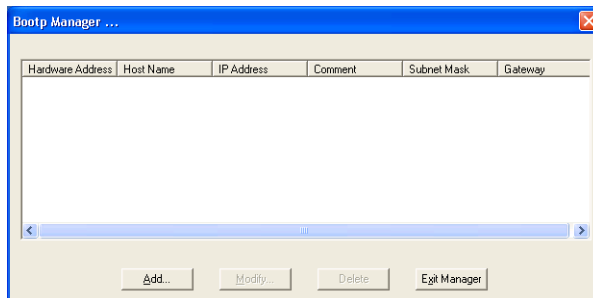 Bootp Manager ...
Hardware Address Host Name IP Address Comment Subnet Mask Gateway
Add... Modify... Delete Exit Manager